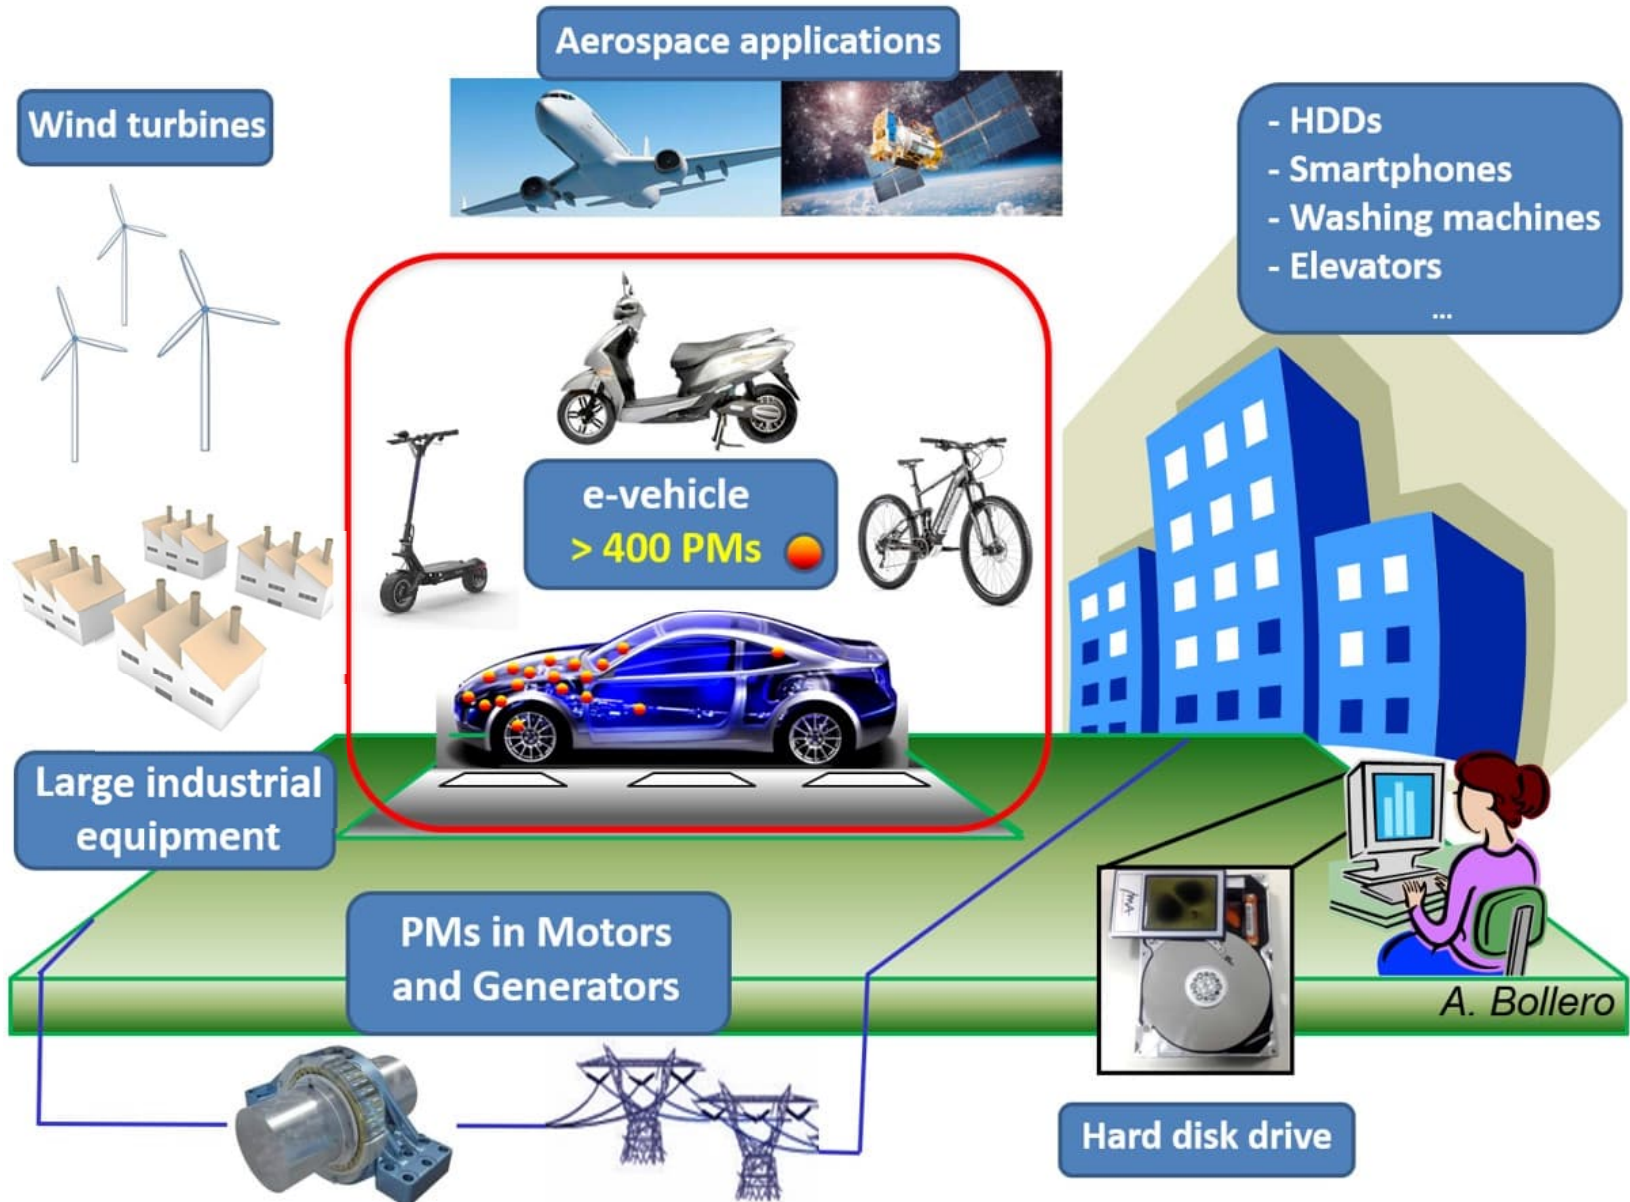 Aerospace applications
Wind turbines
- HDDs
- Smartphones
- Washing machines
- Elevators
...
e-vehicle
> 400 PMs
Large industrial
equipment
PMs in Motors
and Generators
A. Bollero
Hard disk drive